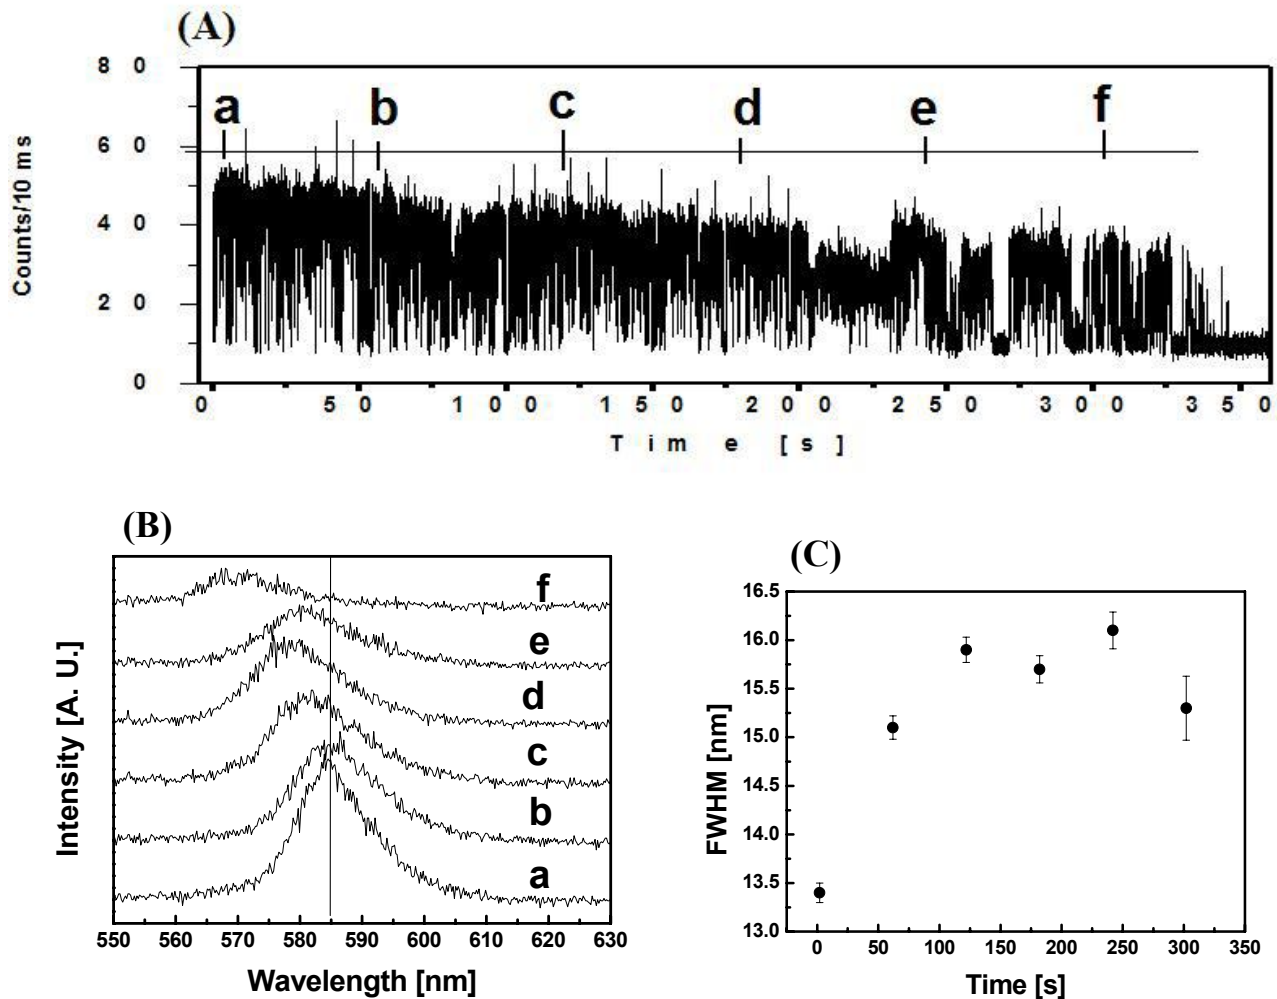 (A)
8 0
6 0
4 0
2 0
0
Counts/10 ms
a b c d e f
0 5 0 1 0 0 1 5 0 2 0 0 2 5 0 3 0 0 3 5 0
T i m e [ s ]
(B)
Intensity [A. U.]
f
e
d
c
b
a
550 560 570 580 590 600 610 620 630
Wavelength [nm]
(C)
FWHM [nm]
16.5
16.0
15.5
15.0
14.5
14.0
13.5
13.0
0 50 100 150 200 250 300 350
Time [s]